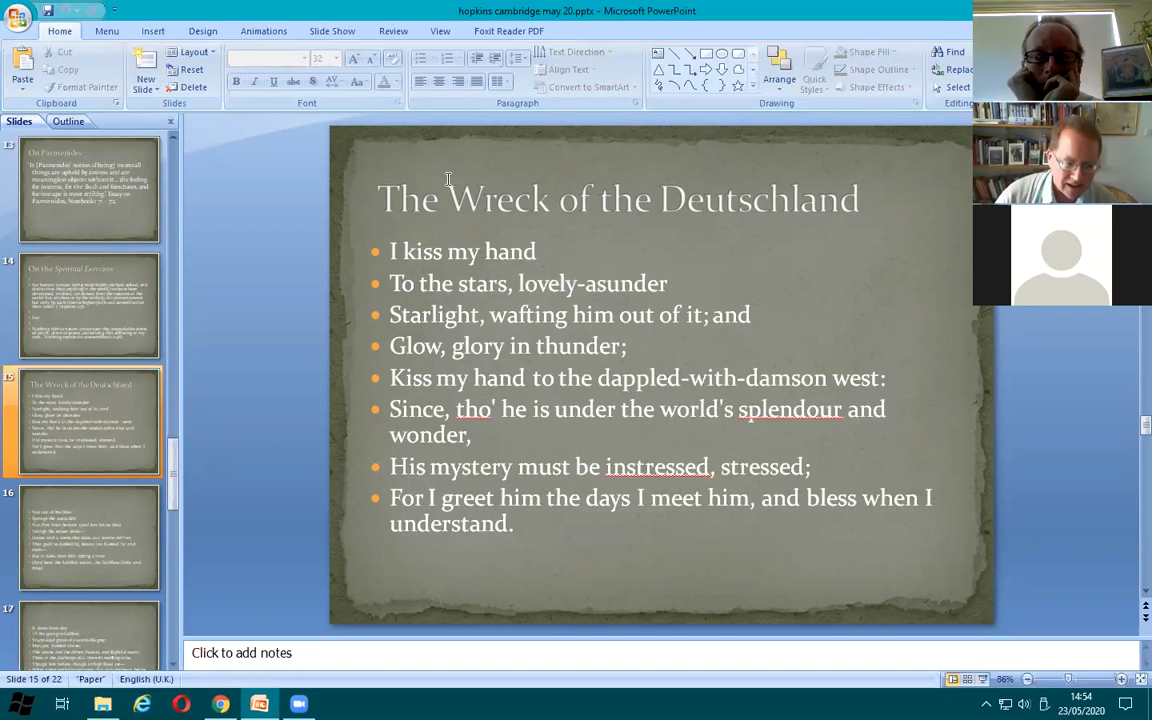 hopkins cambridge may 20.pptx - Microsoft PowerPoint
Home Menu Insert Design Animations Slide Show Review View Foxit Reader PDF
Cut
Copy
Format Painter
Paste
Clipboard
New
Slide
Layout
Reset
Delete
Slides
32
B I U abc S AV Aa A
Font
Text Direction
Align Text
Convert to SmartArt
Paragraph
Arrange
Quick
Styles
Shape Fill
Shape Outline
Shape Effects
Drawing
Find
Replac
Select
Editing
Slides Outline
13
On Parmenides
14
On the Spiritual Exercises
15
The Wreck of the Deutschland
16
17
The Wreck of the Deutschland
• I kiss my hand
• To the stars, lovely-asunder
• Starlight, wafting him out of it; and
• Glow, glory in thunder;
• Kiss my hand to the dappled-with-damson west:
• Since, tho' he is under the world's splendour and
wonder,
• His mystery must be instressed, stressed;
• For I greet him the days I meet him, and bless when I
understand.
Click to add notes
Slide 15 of 22 "Paper" English (U.K.) 86%
14:54
23/05/2020